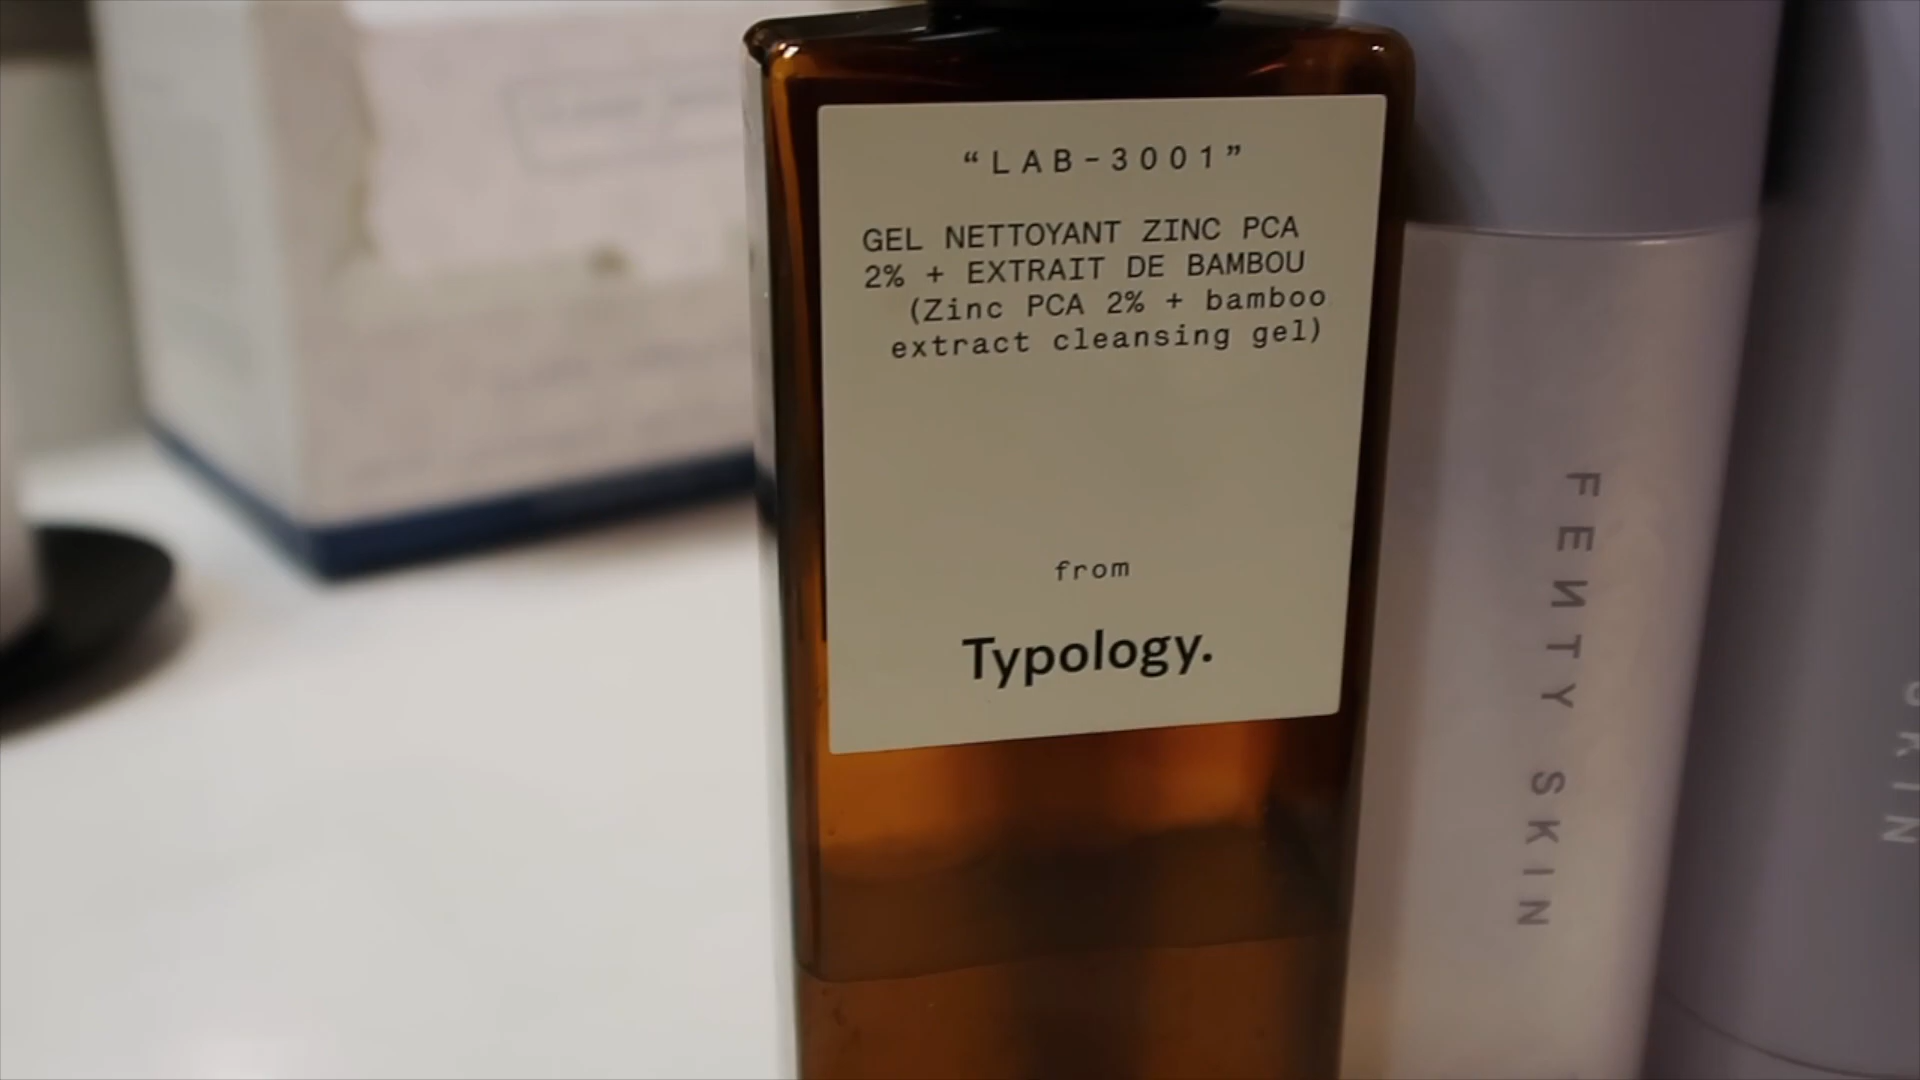 “LAB-3001”
GEL NETTOYANT ZINC PCA
2% + EXTRAIT DE BAMBOU
(Zinc PCA 2% + bamboo
extract cleansing gel)
from
Typology.
FENTY SKIN
SKIN